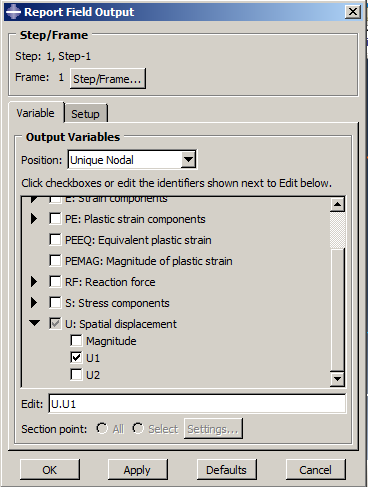 Report Field Output
Step/Frame
Step: 1, Step-1
Frame: 1 Step/Frame...
Variable Setup
Output Variables
Position: Unique Nodal
Click checkboxes or edit the identifiers shown next to Edit below.
E: Strain components
PE: Plastic strain components
PEEQ: Equivalent plastic strain
PEMAG: Magnitude of plastic strain
RF: Reaction force
S: Stress components
U: Spatial displacement
Magnitude
U1
U2
Edit: U.U1
Section point: All Select Settings...
OK Apply Defaults Cancel